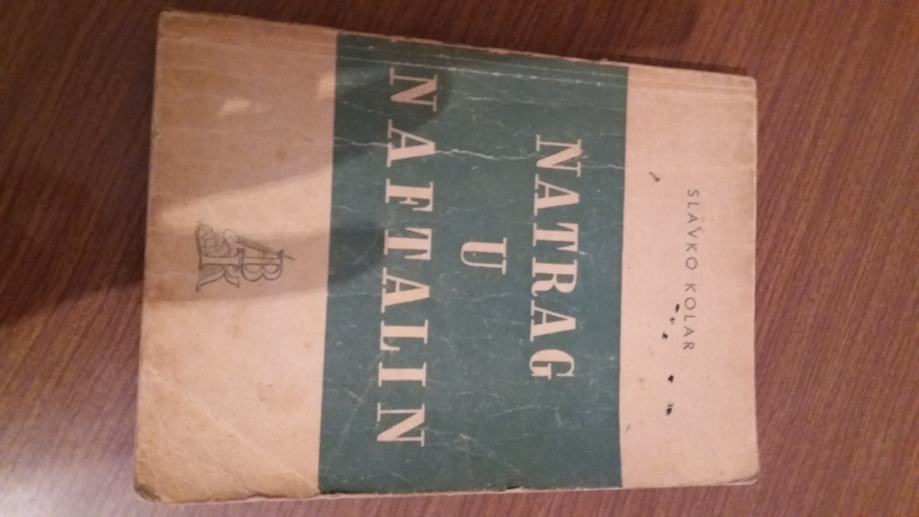 SLAVKO KOLAR
NATRAG
U
NAFTALIN